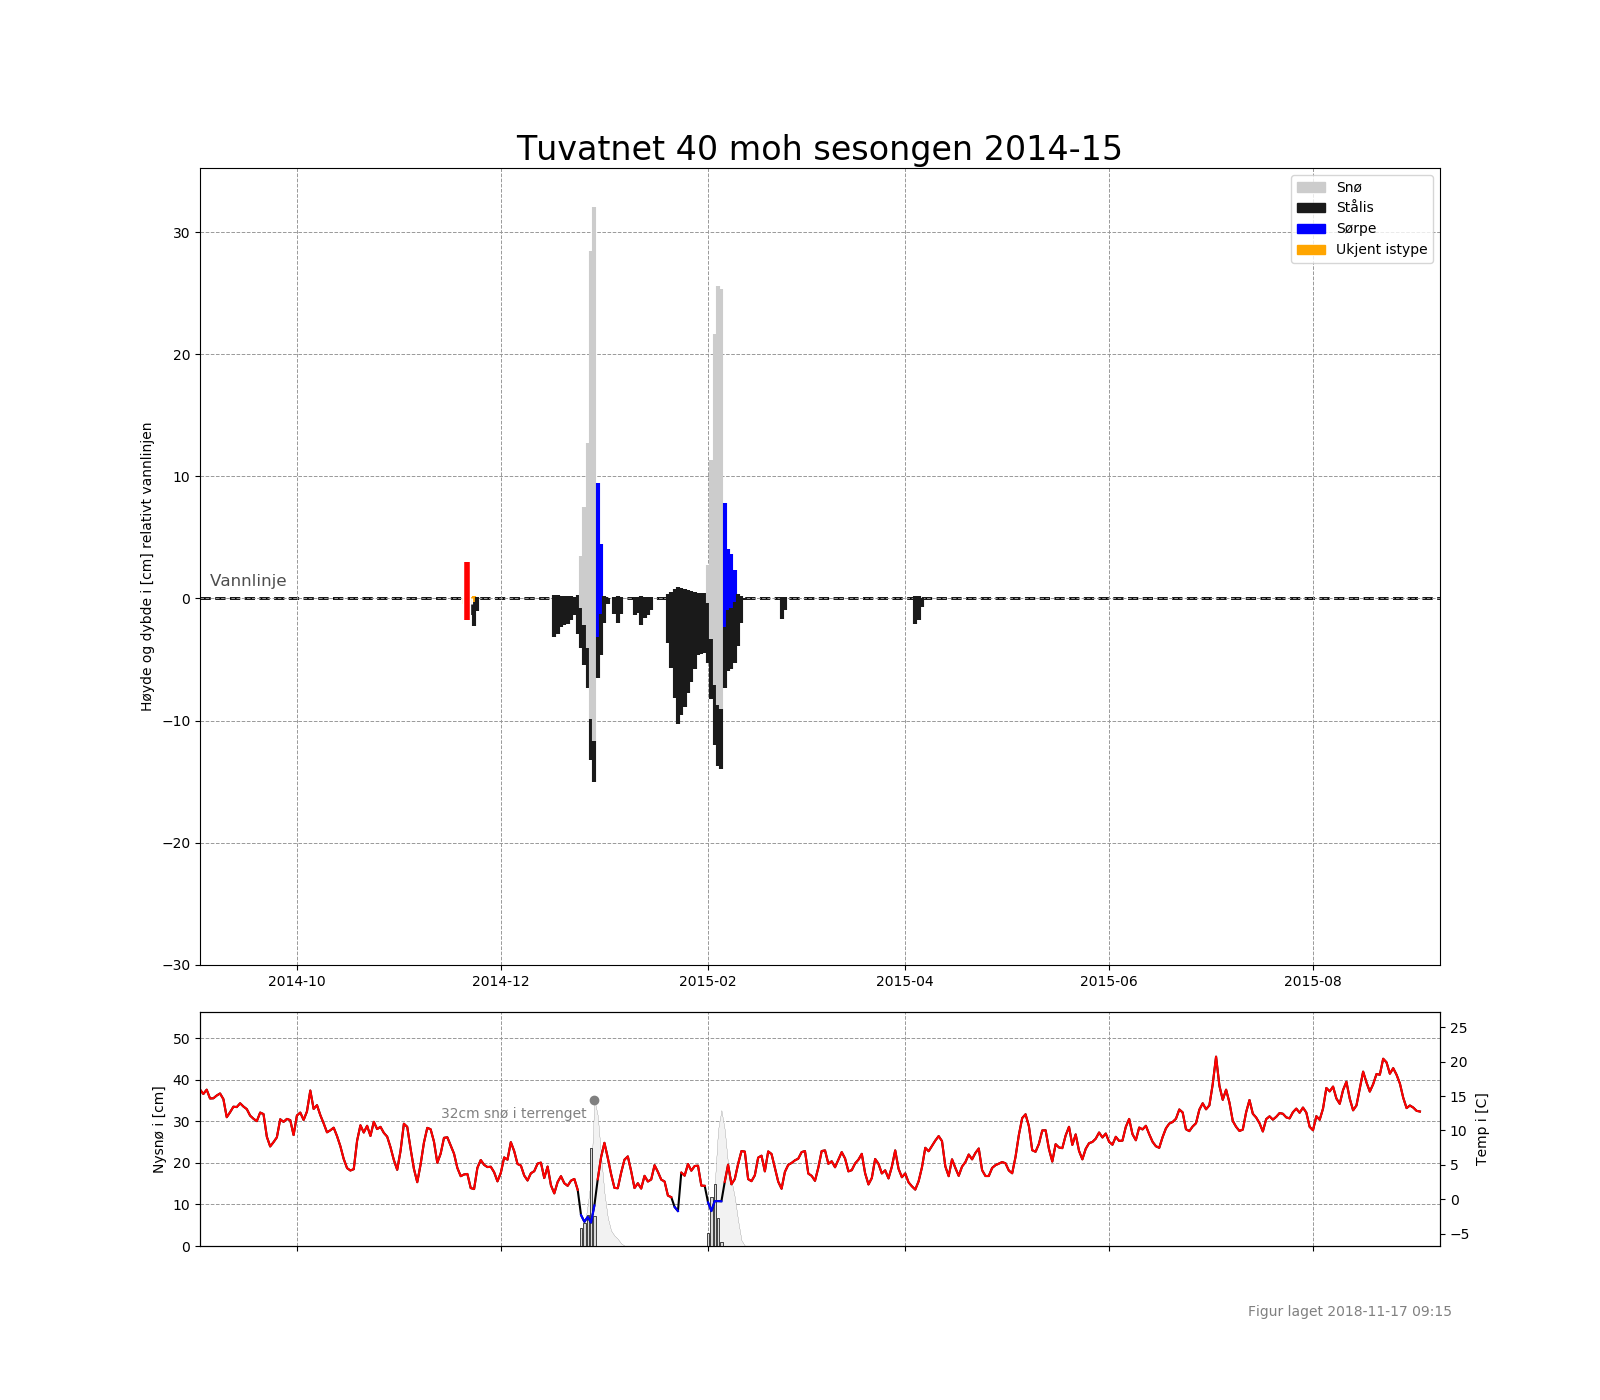 Tuvatnet 40 moh sesongen 2014-15
Snø
Stålis
Sørpe
Ukjent istype
30
20
10
0
−10
−20
−30
Høyde og dybde i [cm] relativt vannlinjen
Vannlinje
2014-10
2014-12
2015-02
2015-04
2015-06
2015-08
50
40
30
20
10
0
Nysnø i [cm]
32cm snø i terrenget
25
20
15
10
5
0
−5
Temp i [C]
Figur laget 2018-11-17 09:15